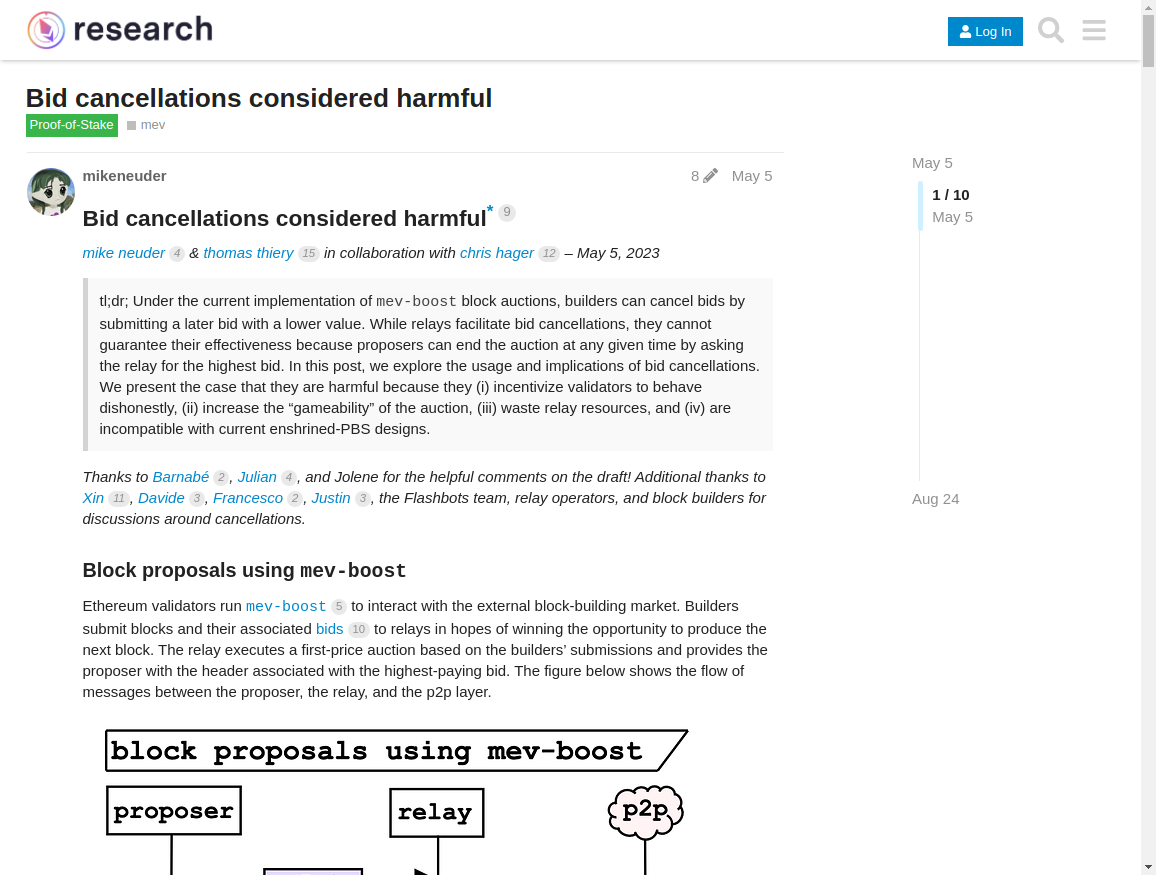 research
Log In
Bid cancellations considered harmful
Proof-of-Stake mev
mikeneuder 8 May 5
Bid cancellations considered harmful* 9
mike neuder 4 & thomas thiery 15 in collaboration with chris hager 12 – May 5, 2023
tl;dr; Under the current implementation of mev-boost block auctions, builders can cancel bids by
submitting a later bid with a lower value. While relays facilitate bid cancellations, they cannot
guarantee their effectiveness because proposers can end the auction at any given time by asking
the relay for the highest bid. In this post, we explore the usage and implications of bid cancellations.
We present the case that they are harmful because they (i) incentivize validators to behave
dishonestly, (ii) increase the “gameability” of the auction, (iii) waste relay resources, and (iv) are
incompatible with current enshrined-PBS designs.
Thanks to Barnabé 2, Julian 4, and Jolene for the helpful comments on the draft! Additional thanks to
Xin 11, Davide 3, Francesco 2, Justin 3, the Flashbots team, relay operators, and block builders for
discussions around cancellations.
Block proposals using mev-boost
Ethereum validators run mev-boost 5 to interact with the external block-building market. Builders
submit blocks and their associated bids 10 to relays in hopes of winning the opportunity to produce the
next block. The relay executes a first-price auction based on the builders’ submissions and provides the
proposer with the header associated with the highest-paying bid. The figure below shows the flow of
messages between the proposer, the relay, and the p2p layer.
block proposals using mev-boost
proposer
relay
p2p
May 5
1 / 10
May 5
Aug 24